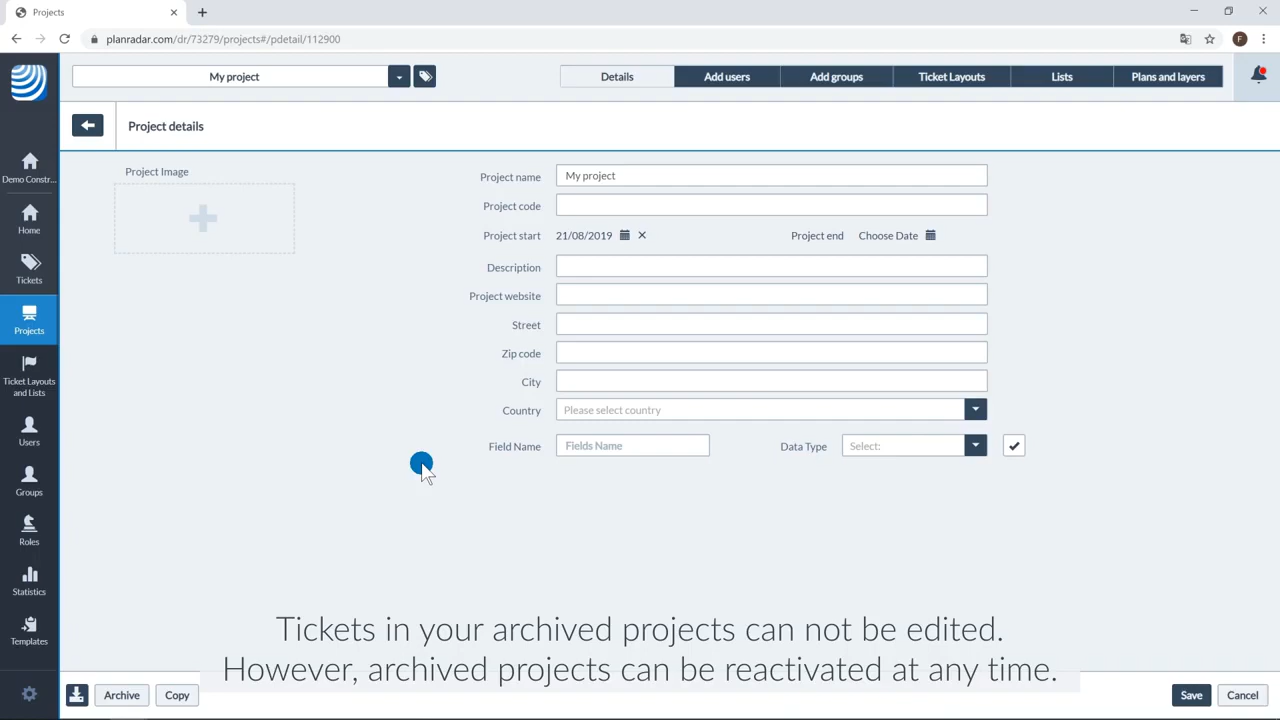 Projects
planradar.com/dr/73279/projects#/pdetail/112900
F
My project
Details
Add users
Add groups
Ticket Layouts
Lists
Plans and layers
Project details
Demo Constr...
Home
Tickets
Projects
Ticket Layouts
and Lists
Users
Groups
Roles
Statistics
Templates
Project Image
Project name
My project
Project code
Project start
21/08/2019
Project end
Choose Date
Description
Project website
Street
Zip code
City
Country
Please select country
Field Name
Fields Name
Data Type
Select:
Tickets in your archived projects can not be edited.
However, archived projects can be reactivated at any time.
Archive
Copy
Save
Cancel